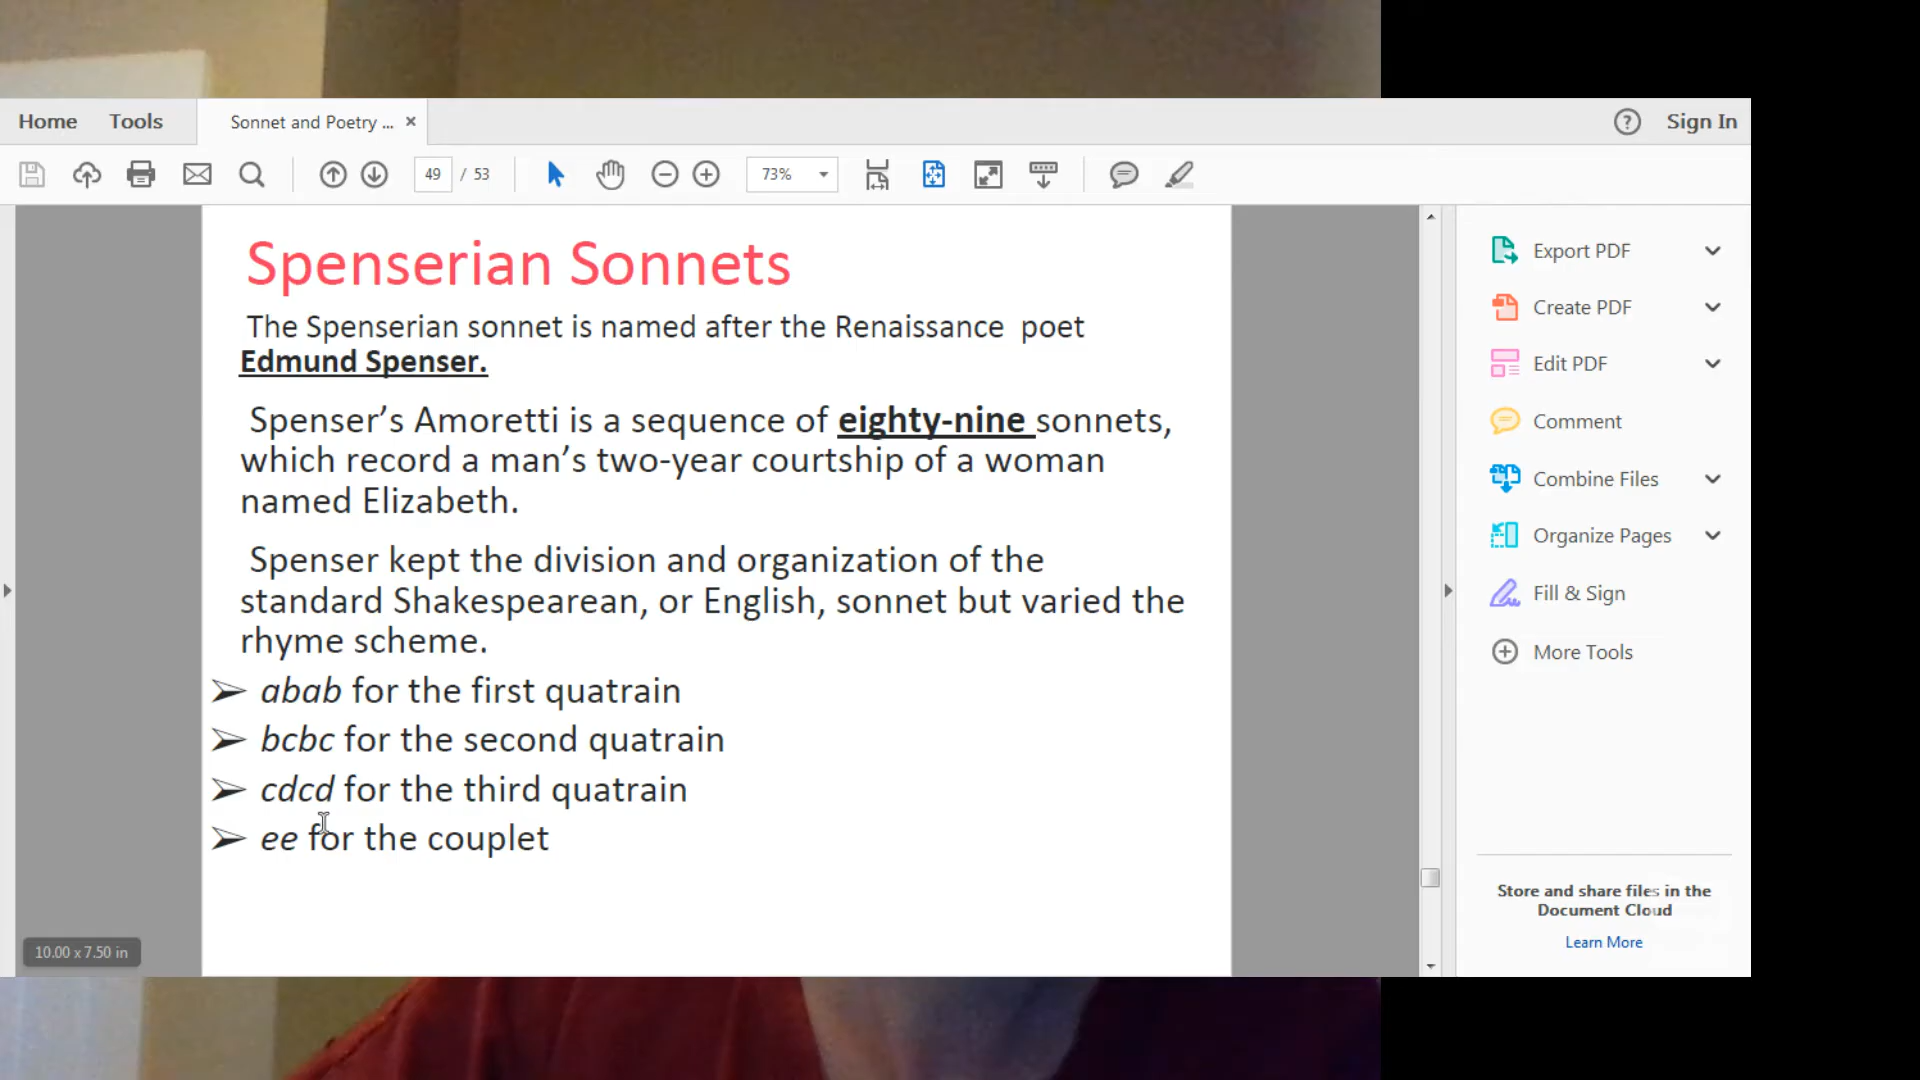 Home Tools Sonnet and Poetry ... × Sign In
49 / 53 73%
Spenserian Sonnets
The Spenserian sonnet is named after the Renaissance poet
Edmund Spenser.
Spenser’s Amoretti is a sequence of eighty-nine sonnets,
which record a man’s two-year courtship of a woman
named Elizabeth.
Spenser kept the division and organization of the
standard Shakespearean, or English, sonnet but varied the
rhyme scheme.
➢ abab for the first quatrain
➢ bcbc for the second quatrain
➢ cdcd for the third quatrain
➢ ee for the couplet
10.00 x 7.50 in
Export PDF
Create PDF
Edit PDF
Comment
Combine Files
Organize Pages
Fill & Sign
More Tools
Store and share files in the
Document Cloud
Learn More